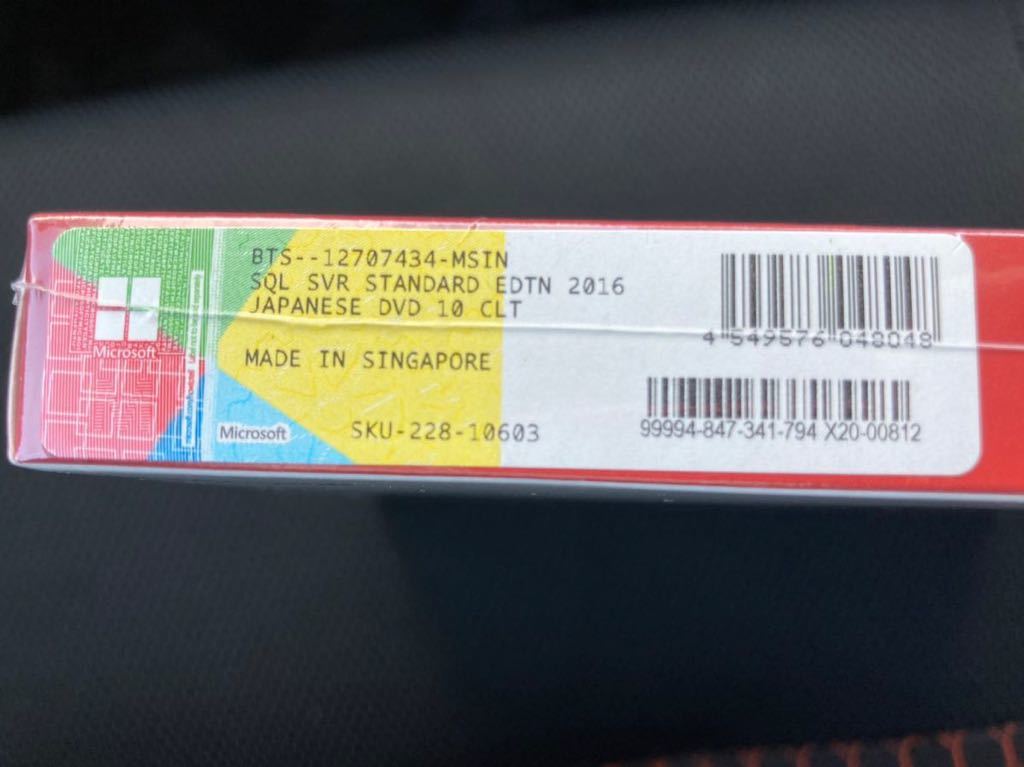 BTS--12707434-MSIN
SQL SVR STANDARD EDTN 2016
JAPANESE DVD 10 CLT
MADE IN SINGAPORE
SKU-228-10603
Microsoft
Microsoft
4 549576 048048
99994-847-341-794 X20-00812